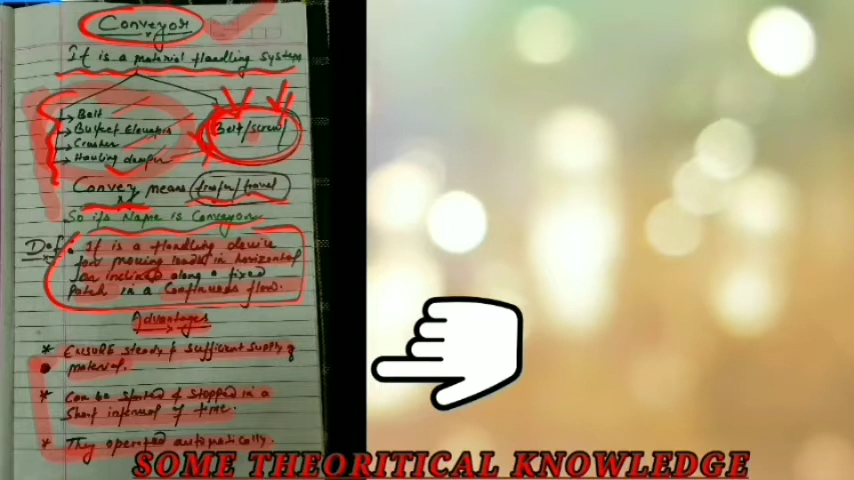 Conveyor
It is a material Handling system
Belt
Bucket Elevator
Crusher
Hauling dumper
Belt/screw
Convey means tranfer/travel
So its Name is Conveyor
Def. It is a Handling device
for moving loads in horizontal
or inclined along a fixed
patch in a Continuous flow.
Advantages
* ENSURE steady & sufficient supply of
material.
* Can be started & stopped in a
Short interval of time.
* They operated automatically.
SOME THEORITICAL KNOWLEDGE